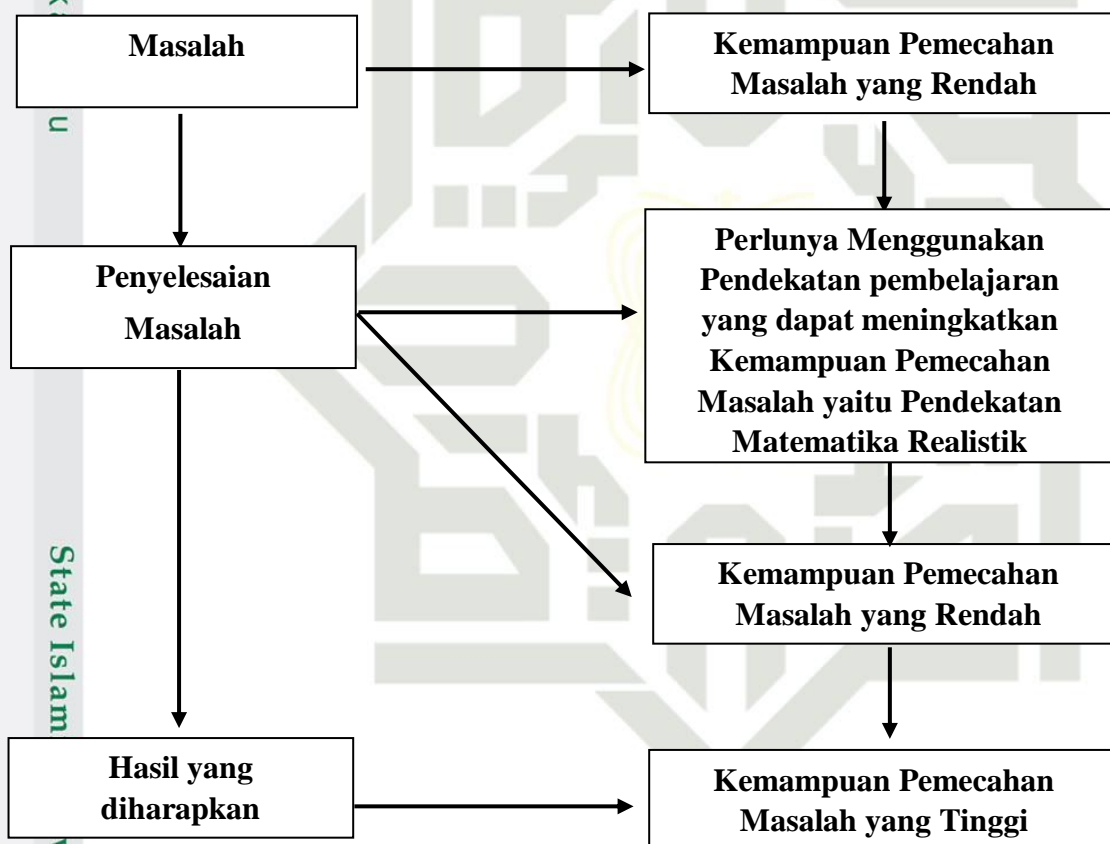 Masalah
Kemampuan Pemecahan
Masalah yang Rendah
Penyelesaian
Masalah
Perlunya Menggunakan
Pendekatan pembelajaran
yang dapat meningkatkan
Kemampuan Pemecahan
Masalah yaitu Pendekatan
Matematika Realistik
Kemampuan Pemecahan
Masalah yang Rendah
Hasil yang
diharapkan
Kemampuan Pemecahan
Masalah yang Tinggi
State Islam